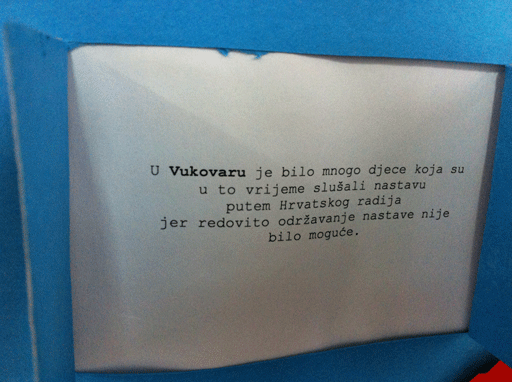 U Vukovaru je bilo mnogo djece koja su
u to vrijeme slušali nastavu
putem Hrvatskog radija
jer redovito održavanje nastave nije
bilo moguće.